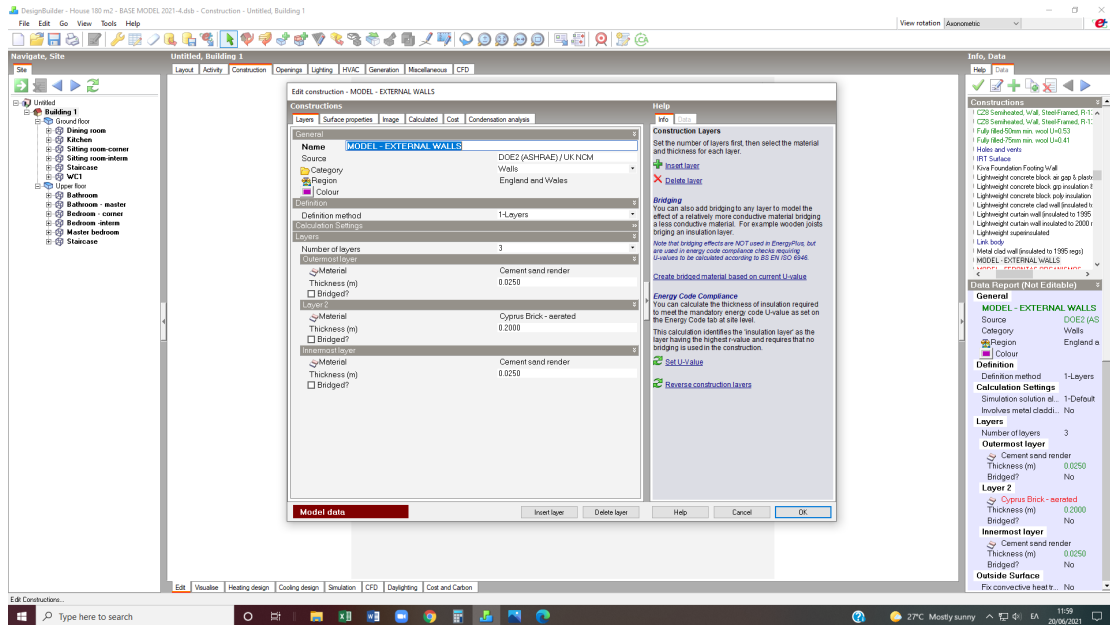 DesignBuilder - House 180 m2 - BASE MODEL 2021-4.dsb - Construction - Untitled, Building 1
File Edit Go View Tools Help
View rotation Axonometric
Navigate, Site
Site
Untitled
Building 1
Ground floor
Dining room
Kitchen
Sitting room-corner
Sitting room-interm
Staircase
WC1
Upper floor
Bathroom
Bathroom - master
Bedroom - corner
Bedroom -interm
Master bedroom
Staircase
Untitled, Building 1
Layout Activity Construction Openings Lighting HVAC Generation Miscellaneous CFD
Edit construction - MODEL - EXTERNAL WALLS
Constructions
Layers Surface properties Image Calculated Cost Condensation analysis
General
Name MODEL - EXTERNAL WALLS
Source DOE2 (ASHRAE) / UK NCM
Category Walls
Region England and Wales
Colour
Definition
Definition method 1-Layers
Calculation Settings
Layers
Number of layers 3
Outermost layer
Material Cement sand render
Thickness (m) 0.0250
Bridged?
Layer 2
Material Cyprus Brick - aerated
Thickness (m) 0.2000
Bridged?
Innermost layer
Material Cement sand render
Thickness (m) 0.0250
Bridged?
Model data
Insert layer Delete layer Help Cancel OK
Help
Info Data
Construction Layers
Set the number of layers first, then select the material
and thickness for each layer.
Insert layer
Delete layer
Bridging
You can also add bridging to any layer to model the
effect of a relatively more conductive material bridging
a less conductive material. For example wooden joists
briging an insulation layer.
Note that bridging effects are NOT used in EnergyPlus, but
are used in energy code compliance checks requiring
U-values to be calculated according to BS EN ISO 6946.
Create bridged material based on current U-value
Energy Code Compliance
You can calculate the thickness of insulation required
to meet the mandatory energy code U-value as set on
the Energy Code tab at site level.
This calculation identifies the 'insulation layer' as the
layer having the highest r-value and requires that no
bridging is used in the construction.
Set U-Value
Reverse construction layers
Edit Visualise Heating design Cooling design Simulation CFD Daylighting Cost and Carbon
Info, Data
Help Data
Constructions
CZ8 Semiheated, Wall, Steel-Framed, R-1
CZ8 Semiheated, Wall, Steel-Framed, R-1
Fully filled-50mm min. wool U=0.53
Fully filled-75mm min. wool U=0.41
Holes and vents
IRT Surface
Kiva Foundation Footing Wall
Lightweight concrete block air gap & plast
Lightweight concrete block grp insulation &
Lightweight concrete block poly insulation
Lightweight concrete clad wall (insulated to
Lightweight curtain wall (insulated to 1995
Lightweight curtain wall insulated to 2000 r
Lightweight superinsulated
Link body
Metal clad wall (insulated to 1995 regs)
MODEL - EXTERNAL WALLS
Data Report (Not Editable)
General
MODEL - EXTERNAL WALLS
Source DOE2 (AS
Category Walls
Region England a
Colour
Definition
Definition method 1-Layers
Calculation Settings
Simulation solution al... 1-Default
Involves metal claddi... No
Layers
Number of layers 3
Outermost layer
Cement sand render
Thickness (m) 0.0250
Bridged? No
Layer 2
Cyprus Brick - aerated
Thickness (m) 0.2000
Bridged? No
Innermost layer
Cement sand render
Thickness (m) 0.0250
Bridged? No
Outside Surface
Fix convective heat tr... No
Edit Constructions...
Type here to search
27°C Mostly sunny
ΕΛ
11:59
20/06/2021